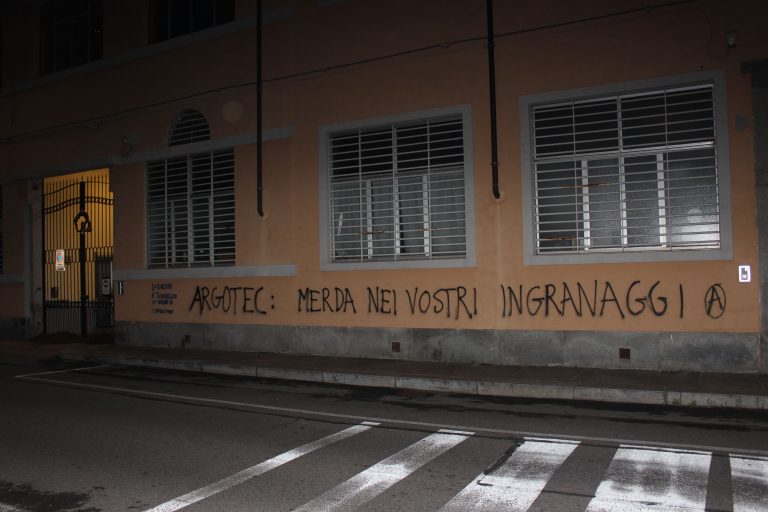 ARGOTEC: MERDA NEI VOSTRI INGRANAGGI Ⓐ